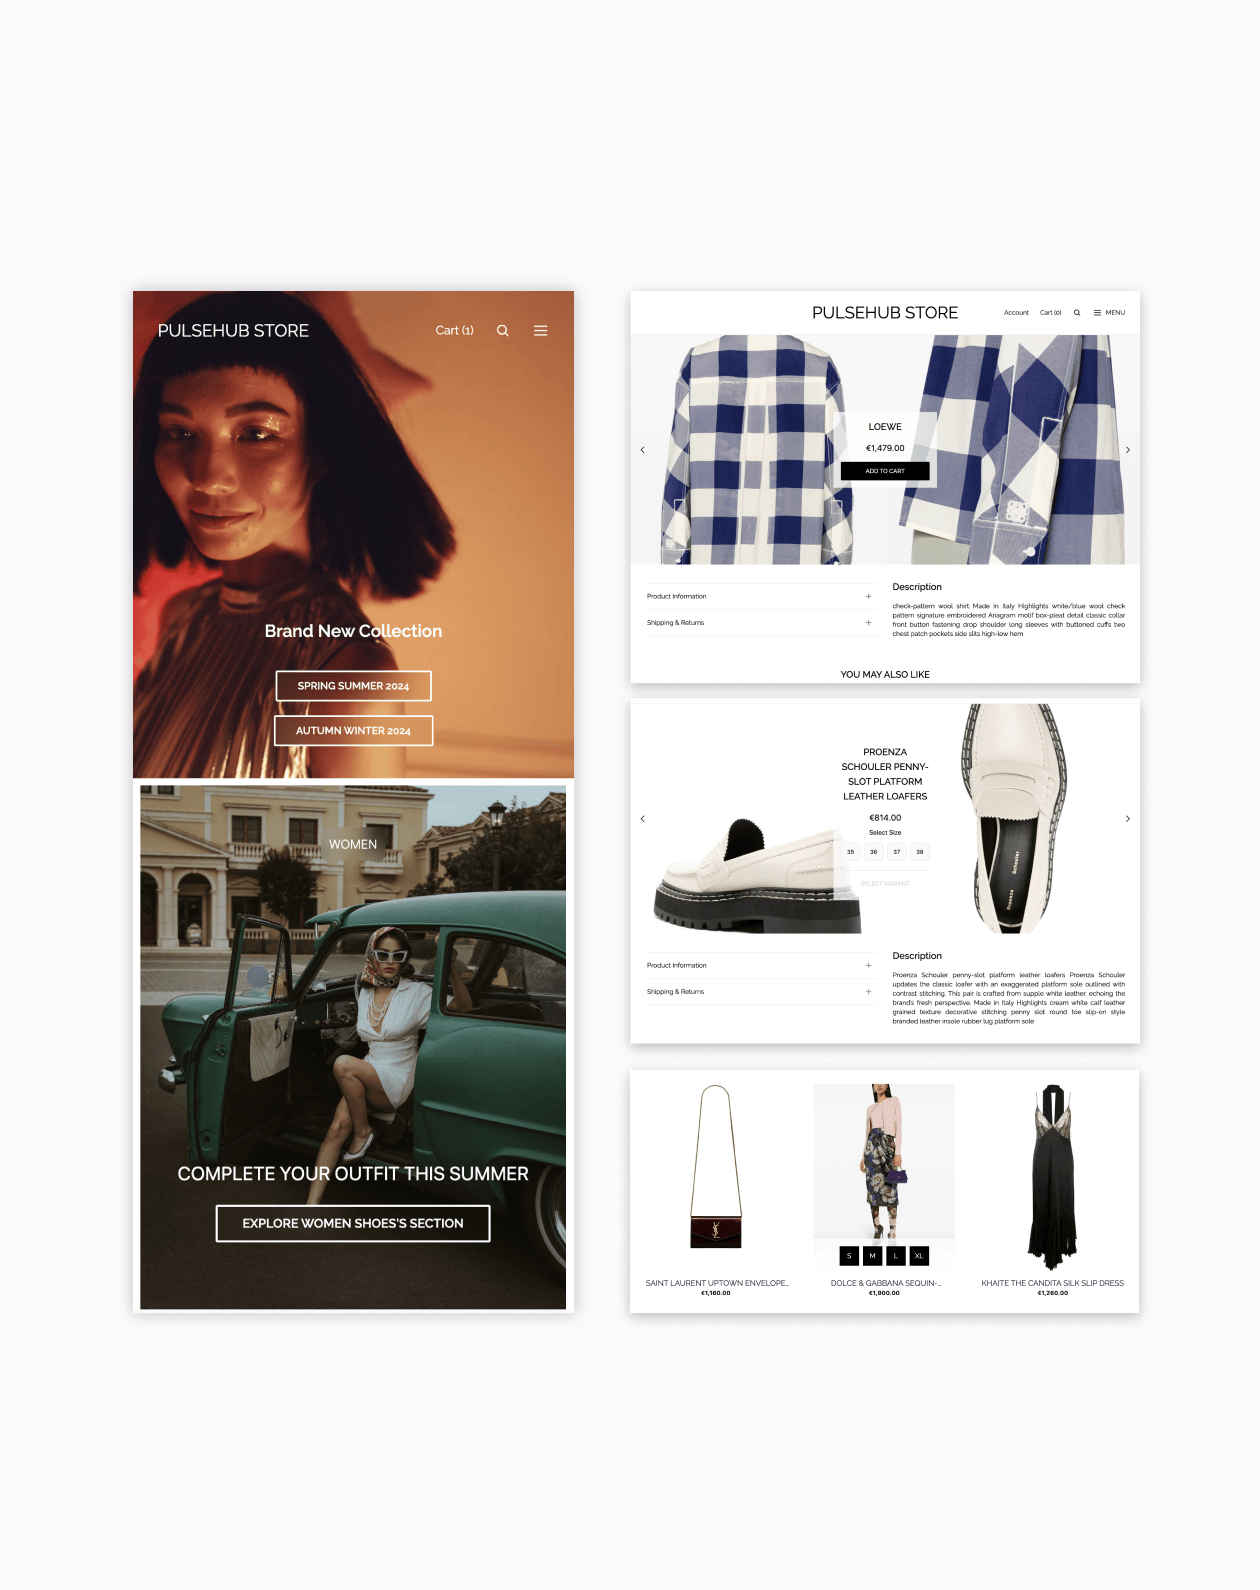 PULSEHUB STORE
Cart (1)
Brand New Collection
SPRING SUMMER 2024
AUTUMN WINTER 2024
WOMEN
COMPLETE YOUR OUTFIT THIS SUMMER
EXPLORE WOMEN SHOES'S SECTION
PULSEHUB STORE
Account
Cart (0)
MENU
LOEWE
€1,479.00
ADD TO CART
Product Information
Shipping & Returns
Description
check-pattern wool shirt Made in Italy Highlights white/blue wool check
pattern signature embroidered Anagram motif box-pleat detail classic collar
front button fastening drop shoulder long sleeves with buttoned cuffs two
chest patch pockets side slits high-low hem
YOU MAY ALSO LIKE
PROENZA
SCHOULER PENNY-
SLOT PLATFORM
LEATHER LOAFERS
€814.00
Select Size
35 36 37 38
SELECT VARIANT
Proenza Schouler
Product Information
Shipping & Returns
Description
Proenza Schouler penny-slot platform leather loafers Proenza Schouler
updates the classic loafer with an exaggerated platform sole outlined with
contrast stitching. This pair is crafted from supple white leather, echoing the
brand's fresh perspective. Made in Italy Highlights cream white calf leather
grained texture decorative stitching penny slot round toe slip-on style
branded leather insole rubber lug platform sole
YSL
S M L XL
SAINT LAURENT UPTOWN ENVELOPE...
€1,160.00
DOLCE & GABBANA SEQUIN-...
€1,900.00
KHAITE THE CANDITA SILK SLIP DRESS
€1,260.00